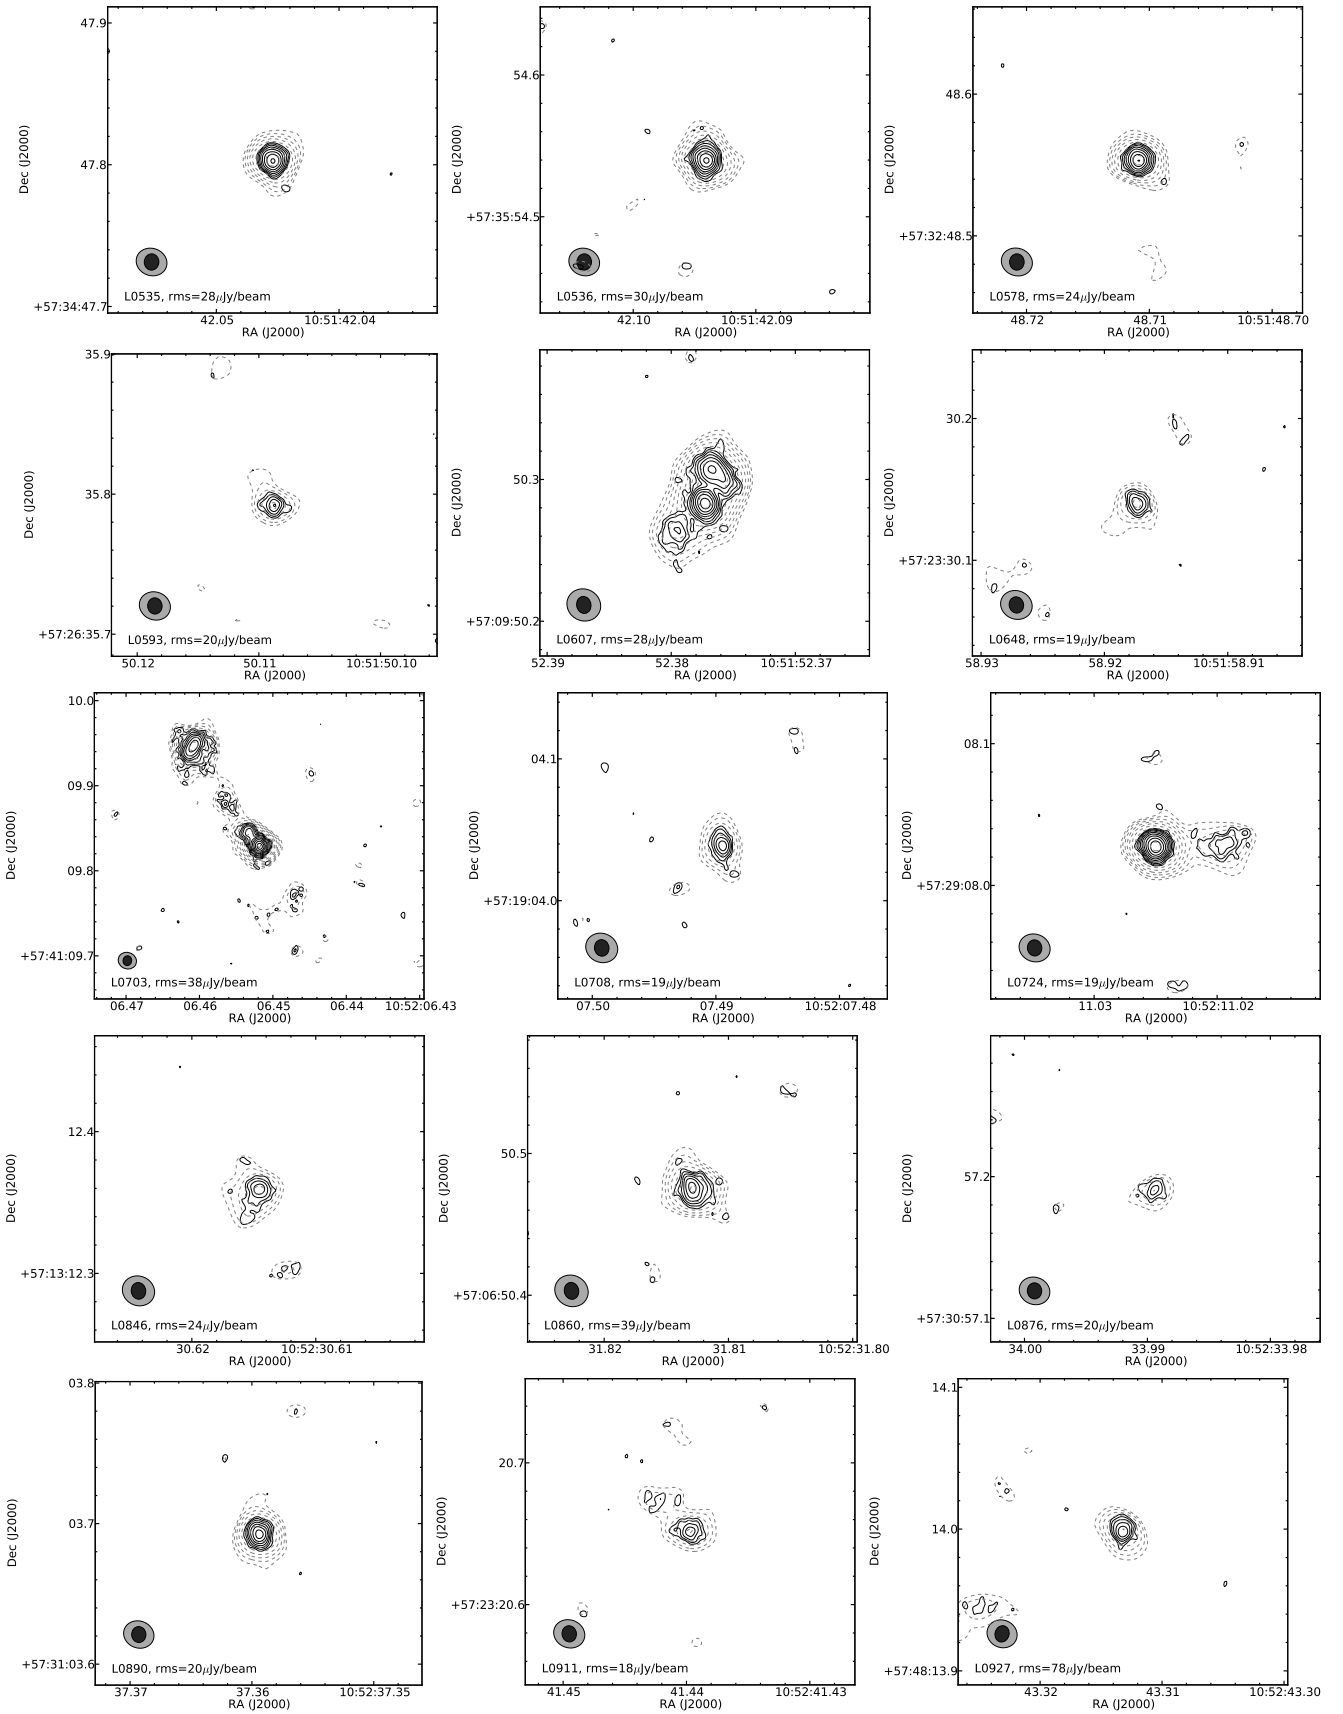 47.9
47.8
+57:34:47.7
Dec (J2000)
L0535, rms=28μJy/beam
42.05 10:51:42.04
RA (J2000)
54.6
+57:35:54.5
Dec (J2000)
L0536, rms=30μJy/beam
42.10 10:51:42.09
RA (J2000)
48.6
+57:32:48.5
Dec (J2000)
L0578, rms=24μJy/beam
48.72 48.71 10:51:48.70
RA (J2000)
35.9
35.8
+57:26:35.7
Dec (J2000)
L0593, rms=20μJy/beam
50.12 50.11 10:51:50.10
RA (J2000)
50.3
+57:09:50.2
Dec (J2000)
L0607, rms=28μJy/beam
52.39 52.38 10:51:52.37
RA (J2000)
30.2
+57:23:30.1
Dec (J2000)
L0648, rms=19μJy/beam
58.93 58.92 10:51:58.91
RA (J2000)
10.0
09.9
09.8
+57:41:09.7
Dec (J2000)
L0703, rms=38μJy/beam
06.47 06.46 06.45 06.44 10:52:06.43
RA (J2000)
04.1
+57:19:04.0
Dec (J2000)
L0708, rms=19μJy/beam
07.50 07.49 10:52:07.48
RA (J2000)
08.1
+57:29:08.0
Dec (J2000)
L0724, rms=19μJy/beam
11.03 10:52:11.02
RA (J2000)
12.4
+57:13:12.3
Dec (J2000)
L0846, rms=24μJy/beam
30.62 10:52:30.61
RA (J2000)
50.5
+57:06:50.4
Dec (J2000)
L0860, rms=39μJy/beam
31.82 31.81 10:52:31.80
RA (J2000)
57.2
+57:30:57.1
Dec (J2000)
L0876, rms=20μJy/beam
34.00 33.99 10:52:33.98
RA (J2000)
03.8
03.7
+57:31:03.6
Dec (J2000)
L0890, rms=20μJy/beam
37.37 37.36 10:52:37.35
RA (J2000)
20.7
+57:23:20.6
Dec (J2000)
L0911, rms=18μJy/beam
41.45 41.44 10:52:41.43
RA (J2000)
14.1
14.0
+57:48:13.9
Dec (J2000)
L0927, rms=78μJy/beam
43.32 43.31 10:52:43.30
RA (J2000)